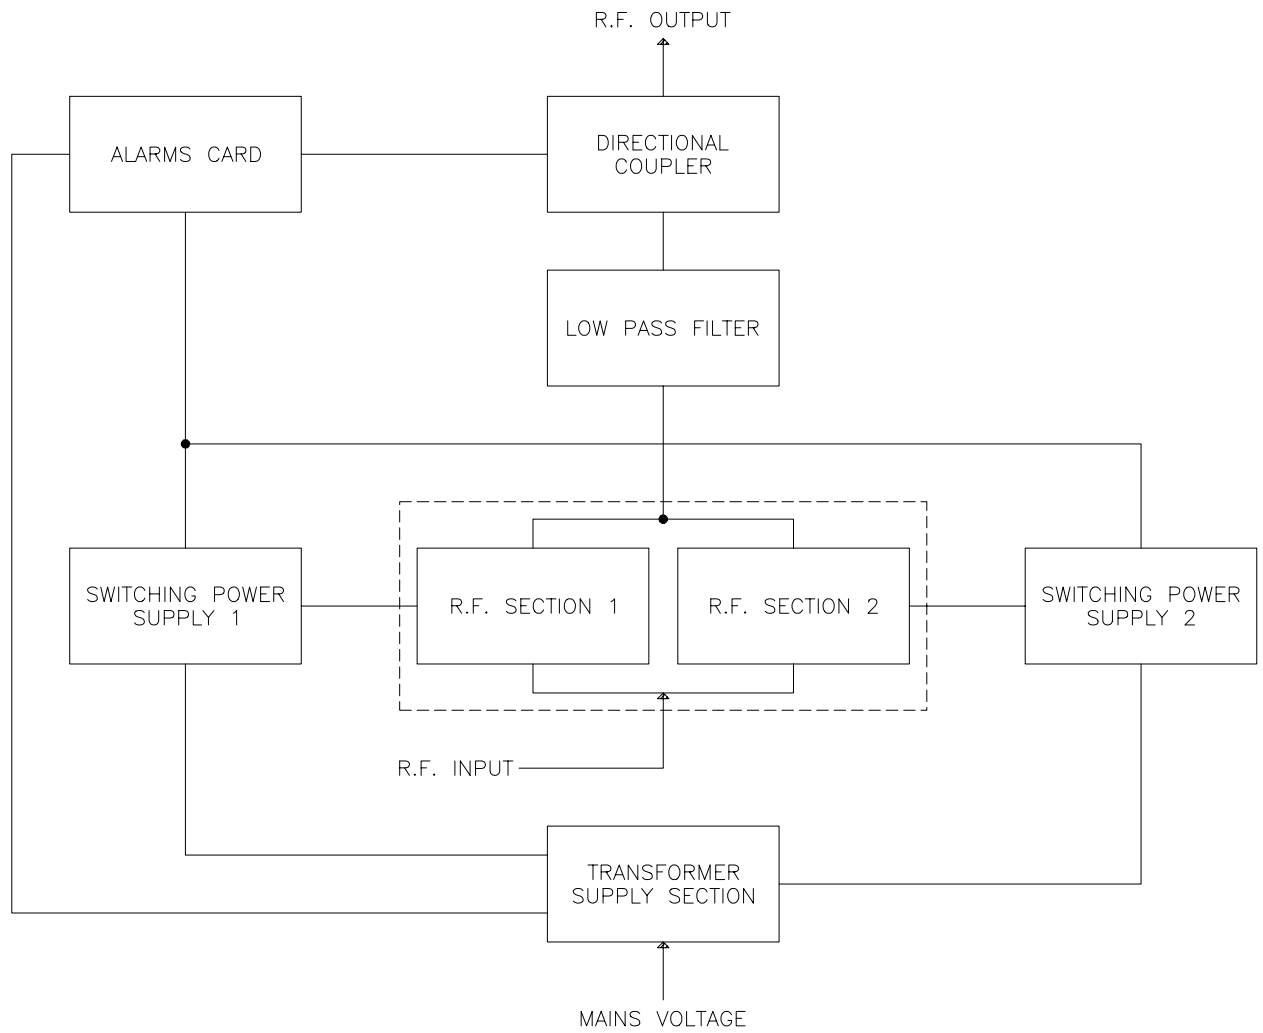 R.F. OUTPUT
ALARMS CARD
DIRECTIONAL
COUPLER
LOW PASS FILTER
SWITCHING POWER
SUPPLY 1
R.F. SECTION 1
R.F. SECTION 2
SWITCHING POWER
SUPPLY 2
R.F. INPUT
TRANSFORMER
SUPPLY SECTION
MAINS VOLTAGE